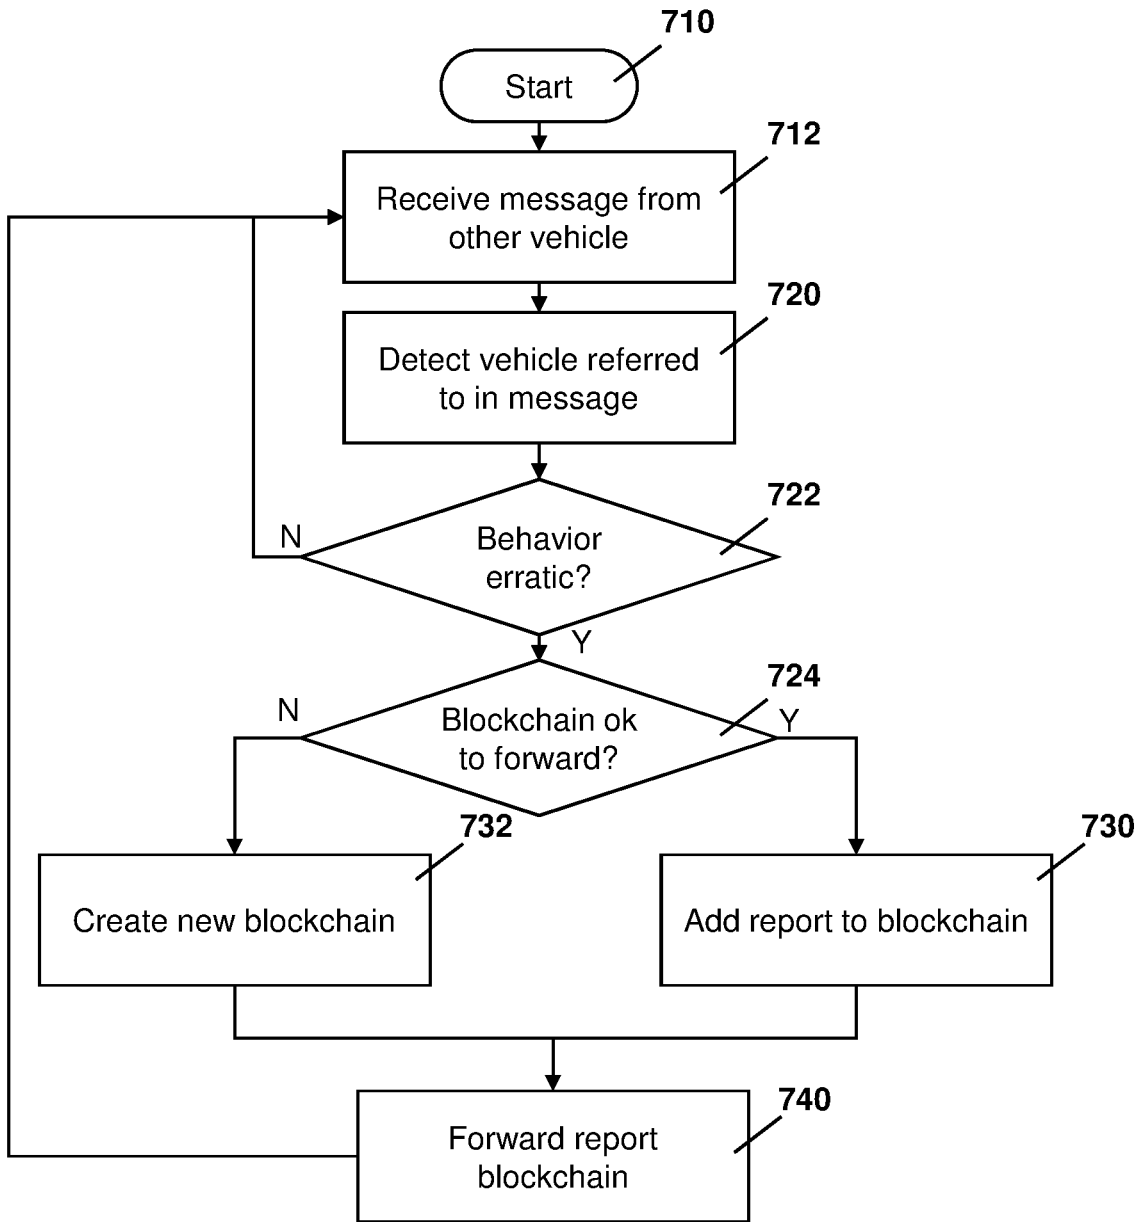 710
Start
712
Receive message from
other vehicle
720
Detect vehicle referred
to in message
722
N
Behavior
erratic?
Y
724
N
Blockchain ok
to forward?
Y
732
730
Create new blockchain
Add report to blockchain
740
Forward report
blockchain